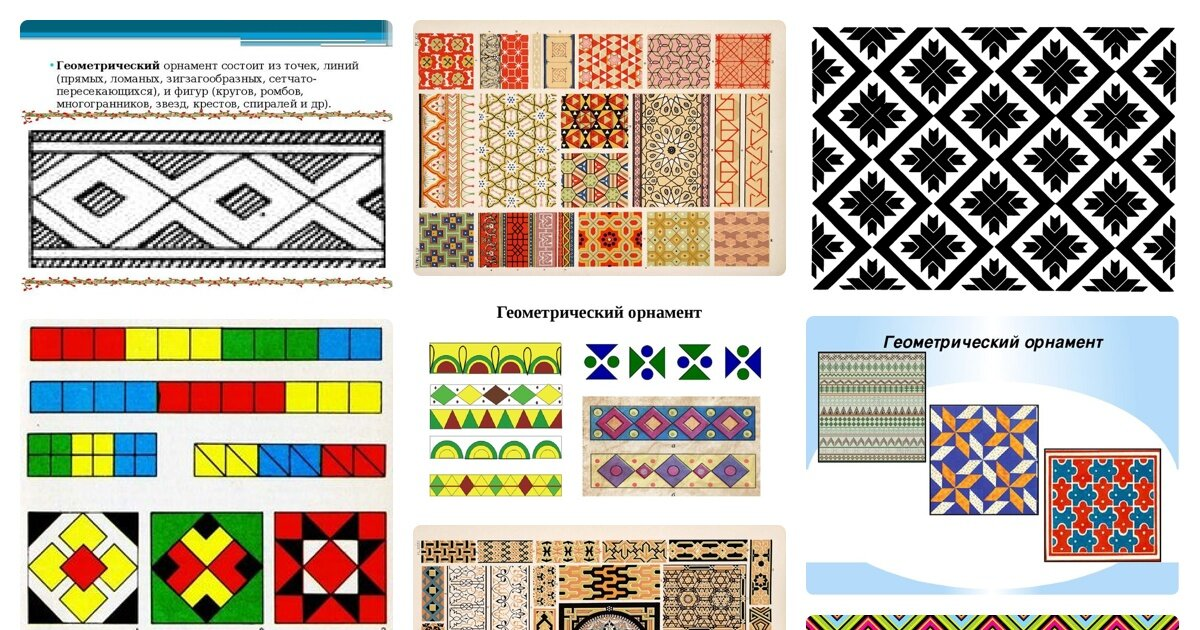 Геометрический орнамент состоит из точек, линий
(прямых, ломаных, зигзагообразных, сетчато-
пересекающихся), и фигур (кругов, ромбов,
многогранников, звезд, крестов, спиралей и др).
Геометрический орнамент
а
б
Геометрический орнамент